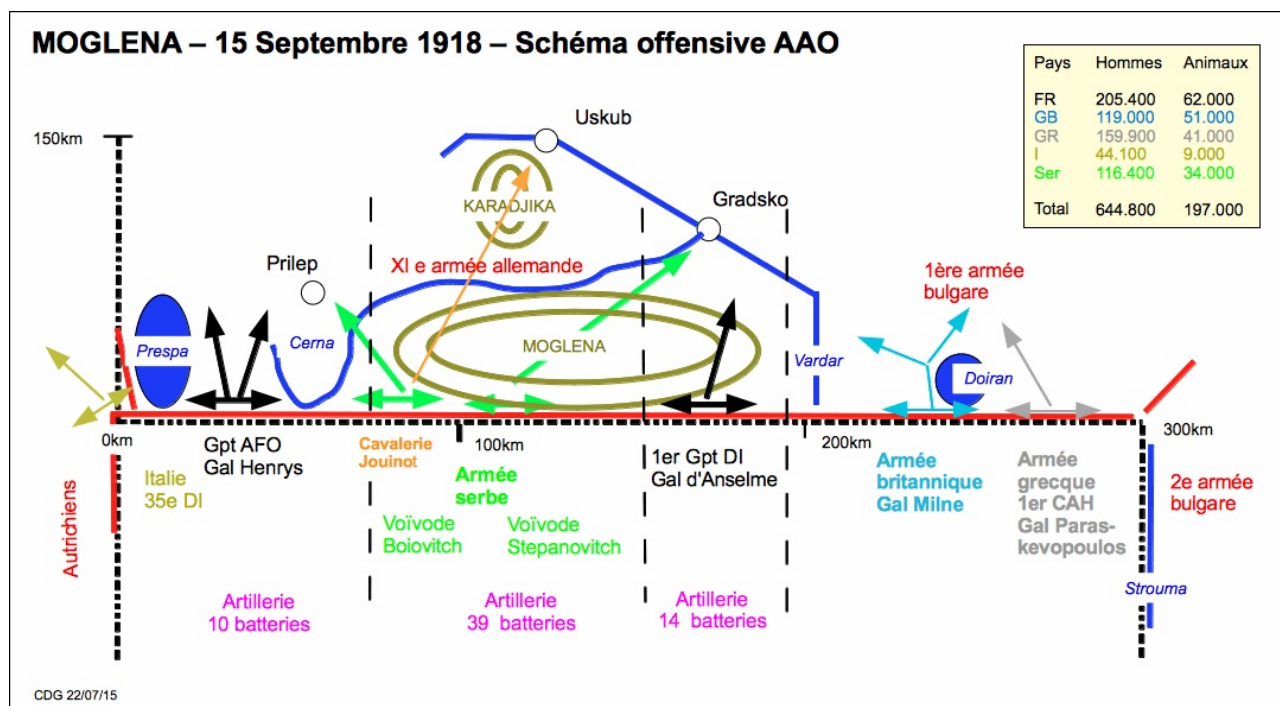 MOGLENA – 15 Septembre 1918 – Schéma offensive AAO
Pays Hommes Animaux
FR 205.400 62.000
GB 119.000 51.000
GR 159.900 41.000
I 44.100 9.000
Ser 116.400 34.000
Total 644.800 197.000
150km
Uskub
KARADJIKA
Gradsko
Prilep
XI e armée allemande
1ère armée
bulgare
Prespa
Cerna
MOGLENA
Vardar
Doiran
0km
100km
200km
300km
Autrichiens
Italie
35e DI
Gpt AFO
Gal Henrys
Cavalerie
Jouinot
Armée
serbe
Voïvode
Boiovitch
Voïvode
Stepanovitch
1er Gpt DI
Gal d'Anselme
Armée
britannique
Gal Milne
Armée
grecque
1er CAH
Gal Paras-
kevopoulos
2e armée
bulgare
Strouma
Artillerie
10 batteries
Artillerie
39 batteries
Artillerie
14 batteries
CDG 22/07/15